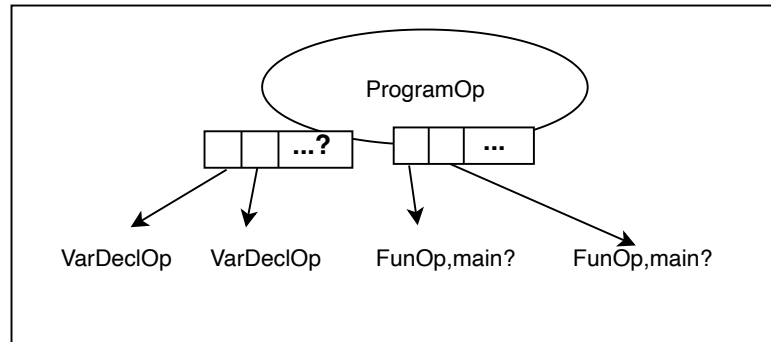 ProgramOp
...? ...
VarDeclOp VarDeclOp FunOp,main? FunOp,main?